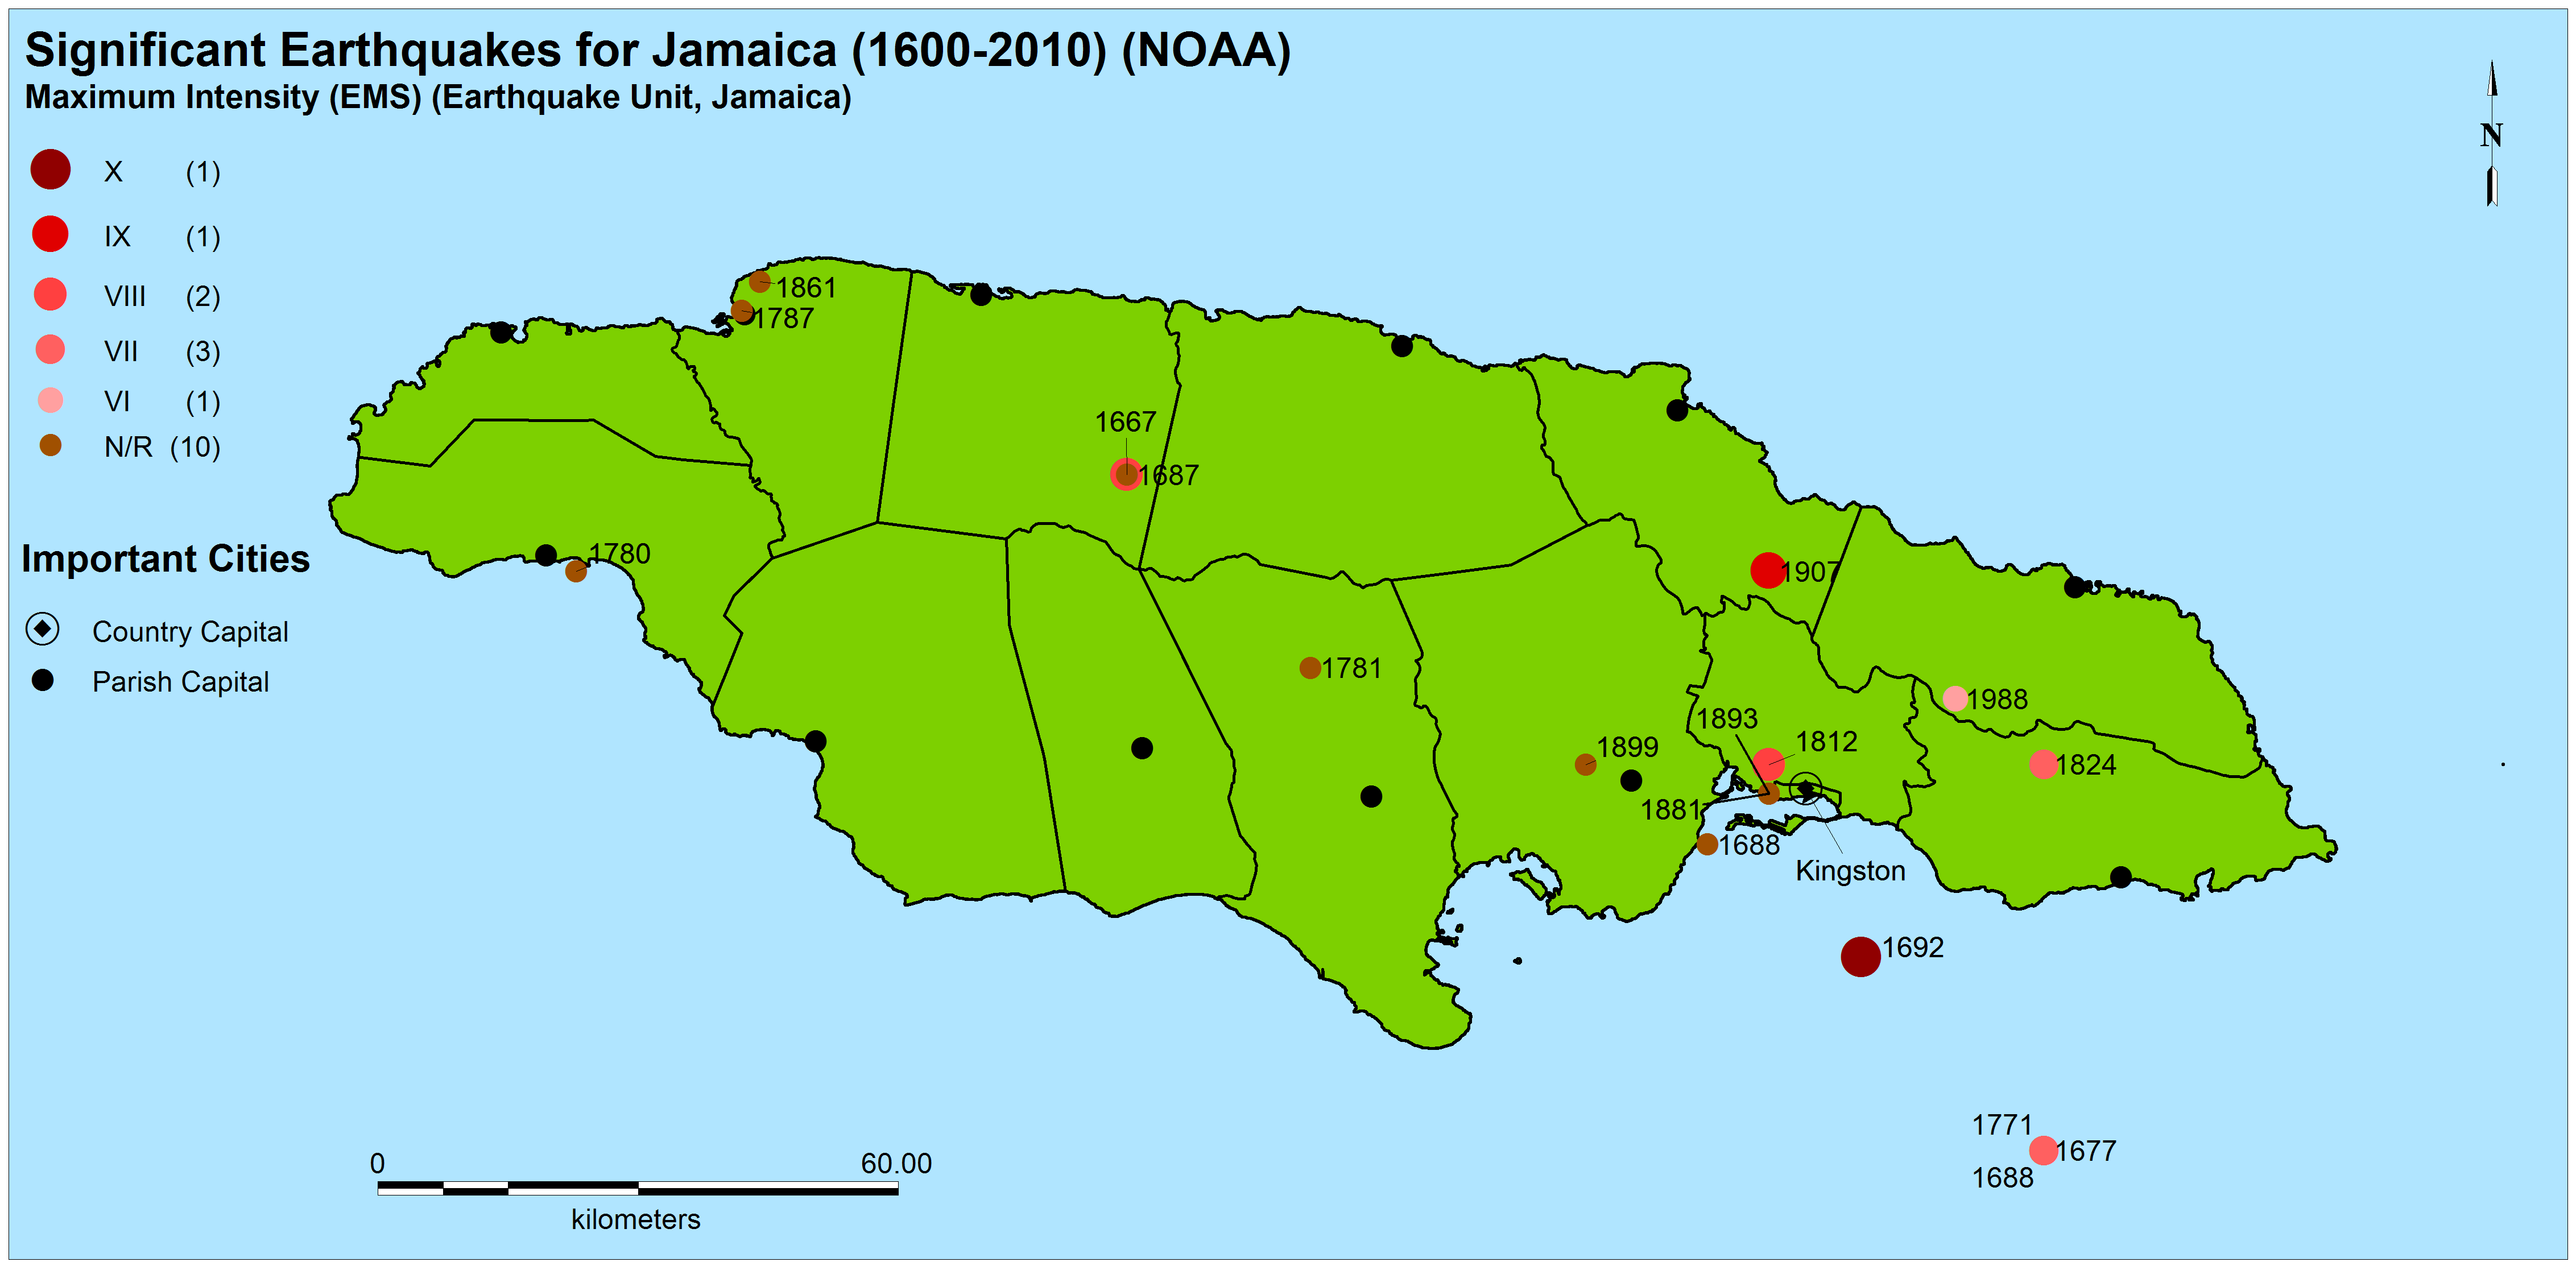 Significant Earthquakes for Jamaica (1600-2010) (NOAA)
Maximum Intensity (EMS) (Earthquake Unit, Jamaica)
X (1)
IX (1)
VIII (2)
VII (3)
VI (1)
N/R (10)
Important Cities
Country Capital
Parish Capital
N
1861
1787
1667
1687
1780
1907
1781
1988
1893
1812
1899
1824
1881
1688
Kingston
1692
1771
1677
1688
0 60.00
kilometers